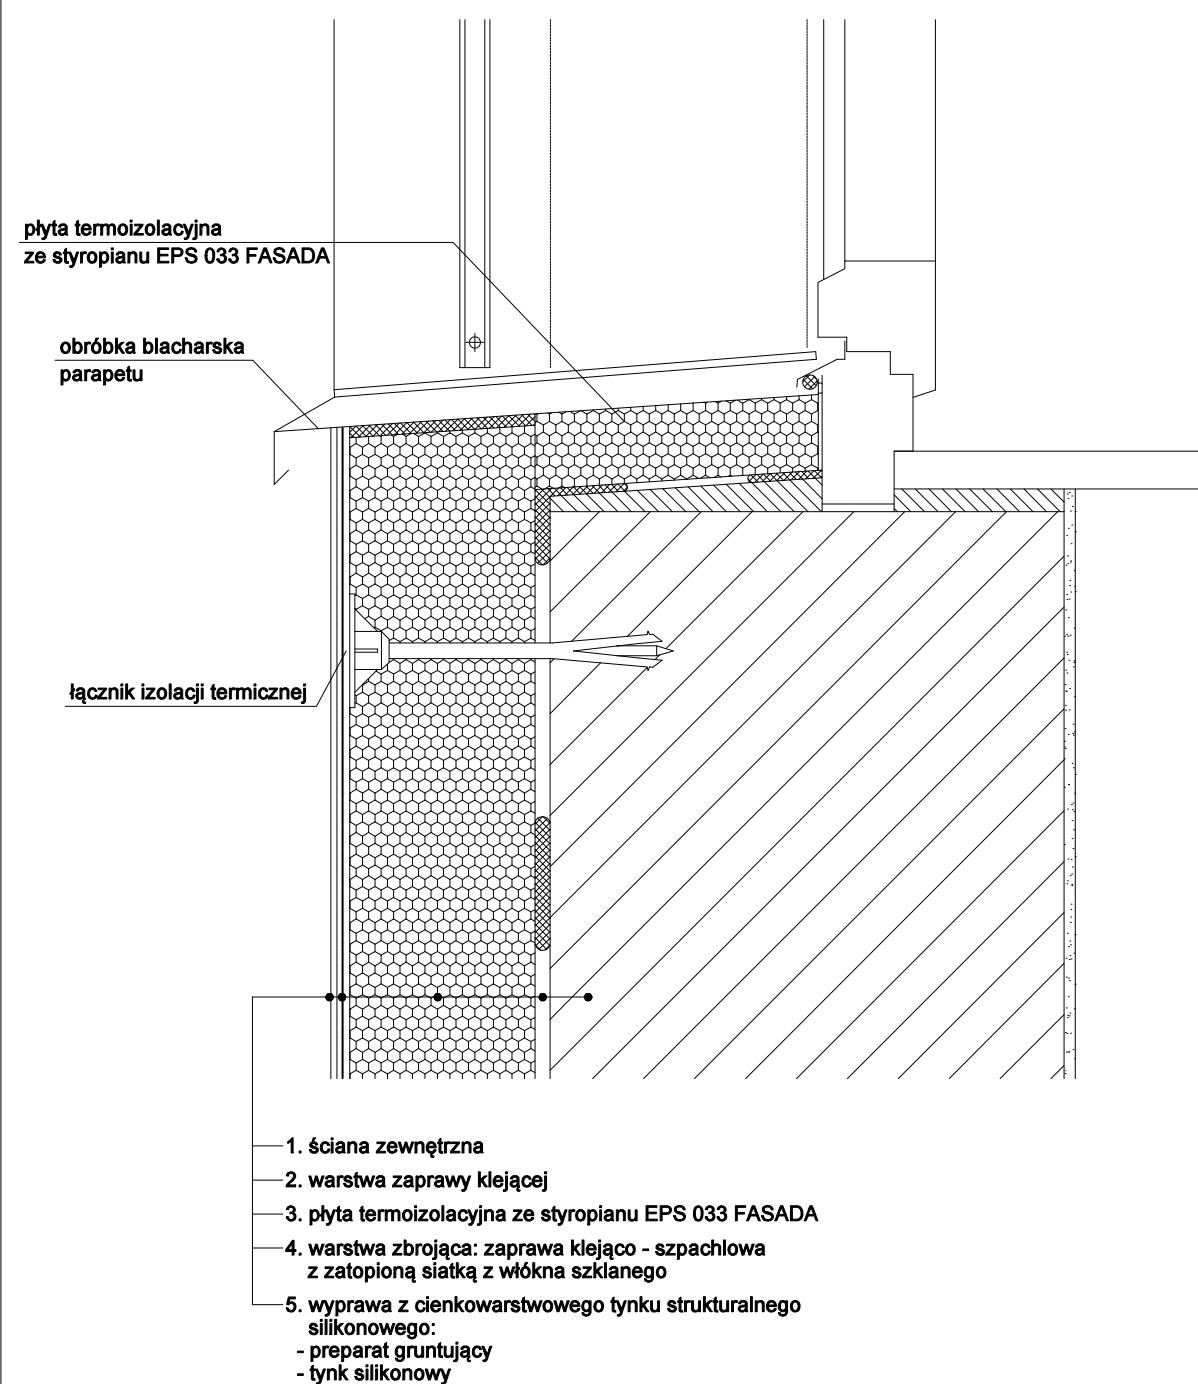 płyta termoizolacyjna
ze styropianu EPS 033 FASADA
obróbka blacharska
parapetu
łącznik izolacji termicznej
1. ściana zewnętrzna
2. warstwa zaprawy klejącej
3. płyta termoizolacyjna ze styropianu EPS 033 FASADA
4. warstwa zbrojąca: zaprawa klejąco - szpachlowa
z zatopioną siatką z włókna szklanego
5. wyprawa z cienkowarstwowego tynku strukturalnego
silikonowego:
- preparat gruntujący
- tynk silikonowy